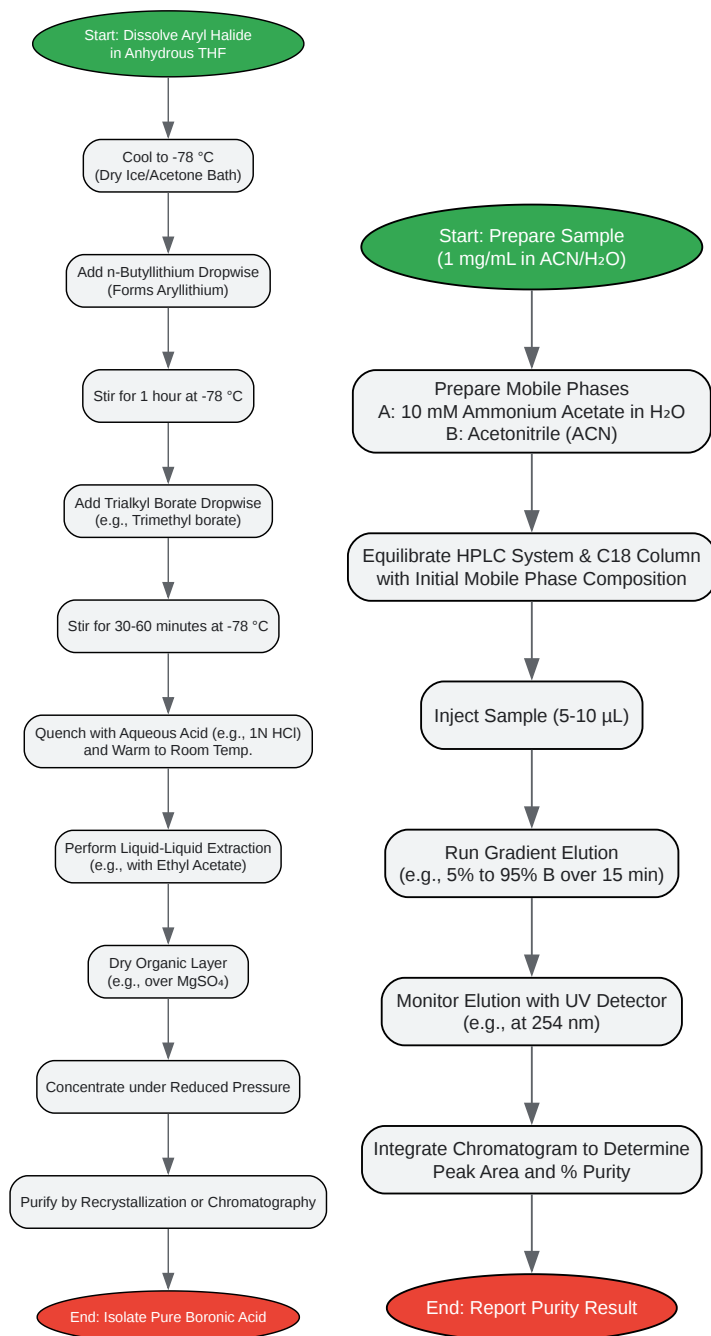 Start: Dissolve Aryl Halide
in Anhydrous THF
Cool to -78 °C
(Dry Ice/Acetone Bath)
Add n-Butyllithium Dropwise
(Forms Aryllithium)
Stir for 1 hour at -78 °C
Add Trialkyl Borate Dropwise
(e.g., Trimethyl borate)
Stir for 30-60 minutes at -78 °C
Quench with Aqueous Acid (e.g., 1N HCl)
and Warm to Room Temp.
Perform Liquid-Liquid Extraction
(e.g., with Ethyl Acetate)
Dry Organic Layer
(e.g., over MgSO₄)
Concentrate under Reduced Pressure
Purify by Recrystallization or Chromatography
End: Isolate Pure Boronic Acid
Start: Prepare Sample
(1 mg/mL in ACN/H₂O)
Prepare Mobile Phases
A: 10 mM Ammonium Acetate in H₂O
B: Acetonitrile (ACN)
Equilibrate HPLC System & C18 Column
with Initial Mobile Phase Composition
Inject Sample (5-10 µL)
Run Gradient Elution
(e.g., 5% to 95% B over 15 min)
Monitor Elution with UV Detector
(e.g., at 254 nm)
Integrate Chromatogram to Determine
Peak Area and % Purity
End: Report Purity Result